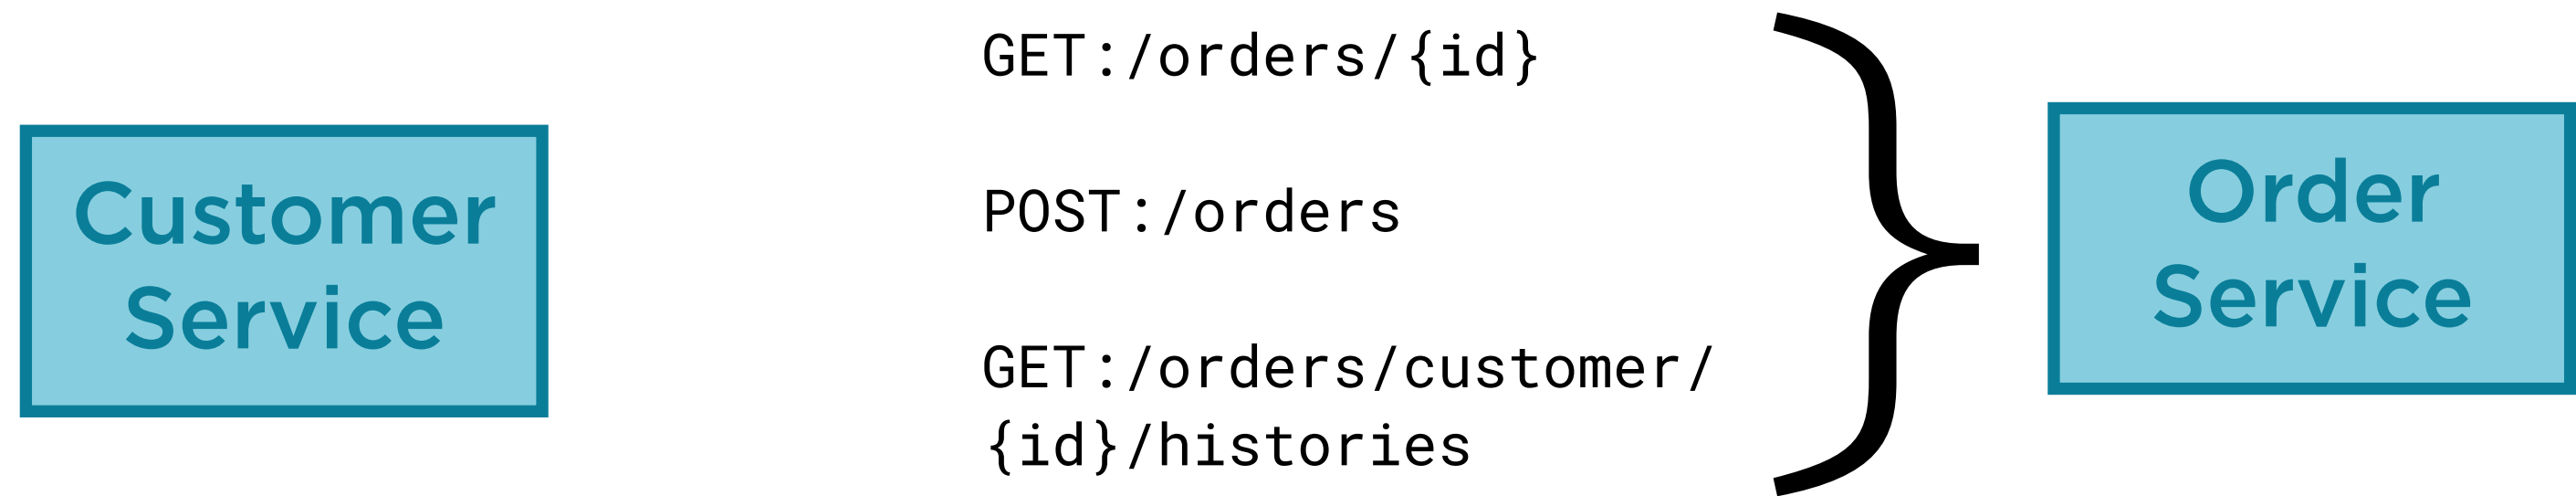 Customer
Service
GET:/orders/{id}
POST:/orders
GET:/orders/customer/
{id}/histories
Order
Service